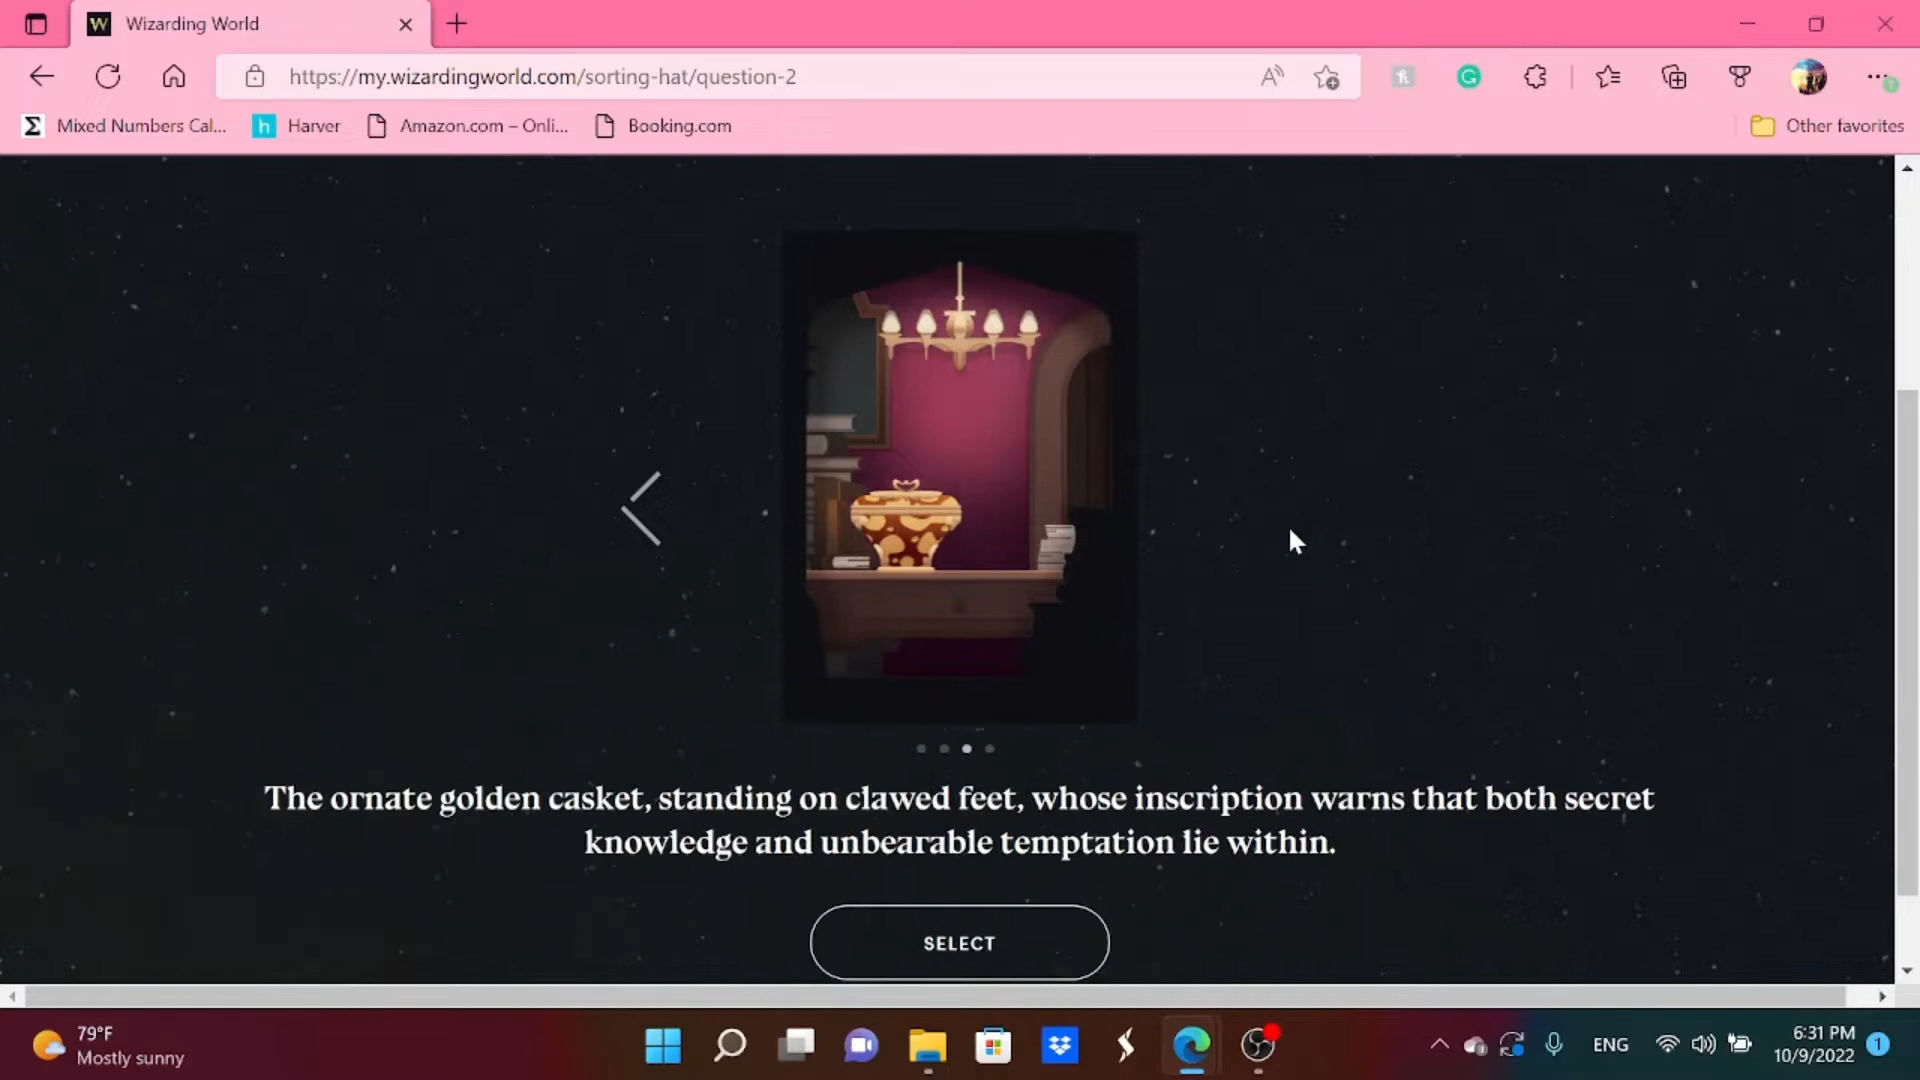 W Wizarding World
https://my.wizardingworld.com/sorting-hat/question-2
Σ Mixed Numbers Cal...
h Harver
Amazon.com – Onli...
Booking.com
Other favorites
The ornate golden casket, standing on clawed feet, whose inscription warns that both secret
knowledge and unbearable temptation lie within.
SELECT
79°F
Mostly sunny
ENG
6:31 PM
10/9/2022
1